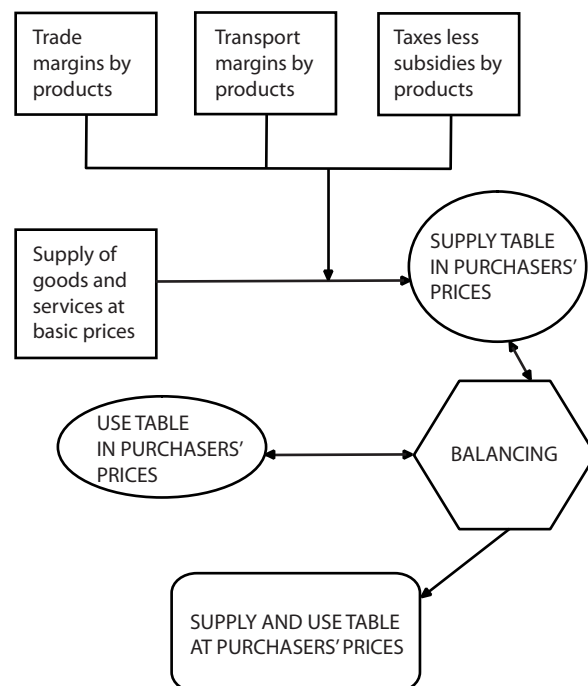 Trade
margins by
products
Transport
margins by
products
Taxes less
subsidies by
products
Supply of
goods and
services at
basic prices
SUPPLY TABLE
IN PURCHASERS’
PRICES
USE TABLE
IN PURCHASERS’
PRICES
BALANCING
SUPPLY AND USE TABLE
AT PURCHASERS’ PRICES